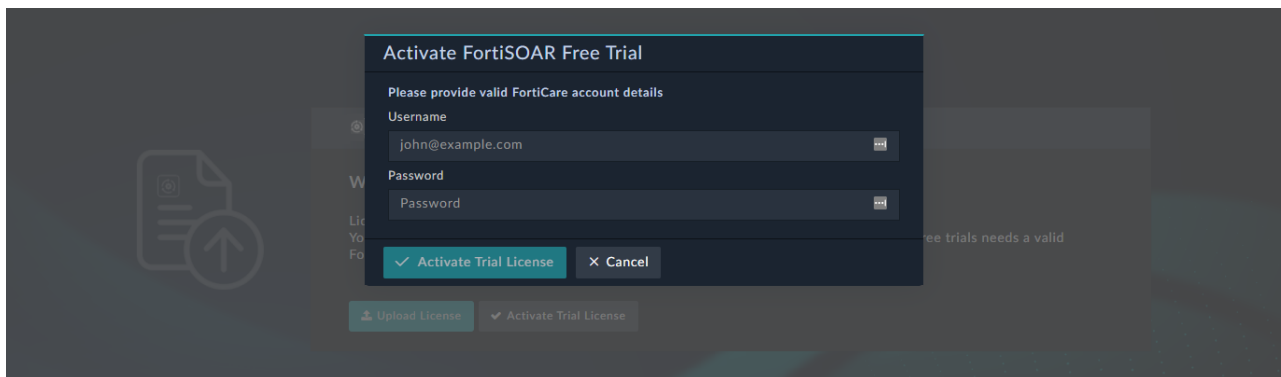 Activate FortiSOAR Free Trial
Please provide valid FortiCare account details
Username
john@example.com
Password
Password
Activate Trial License
Cancel
ree trials needs a valid
Upload License
Activate Trial License